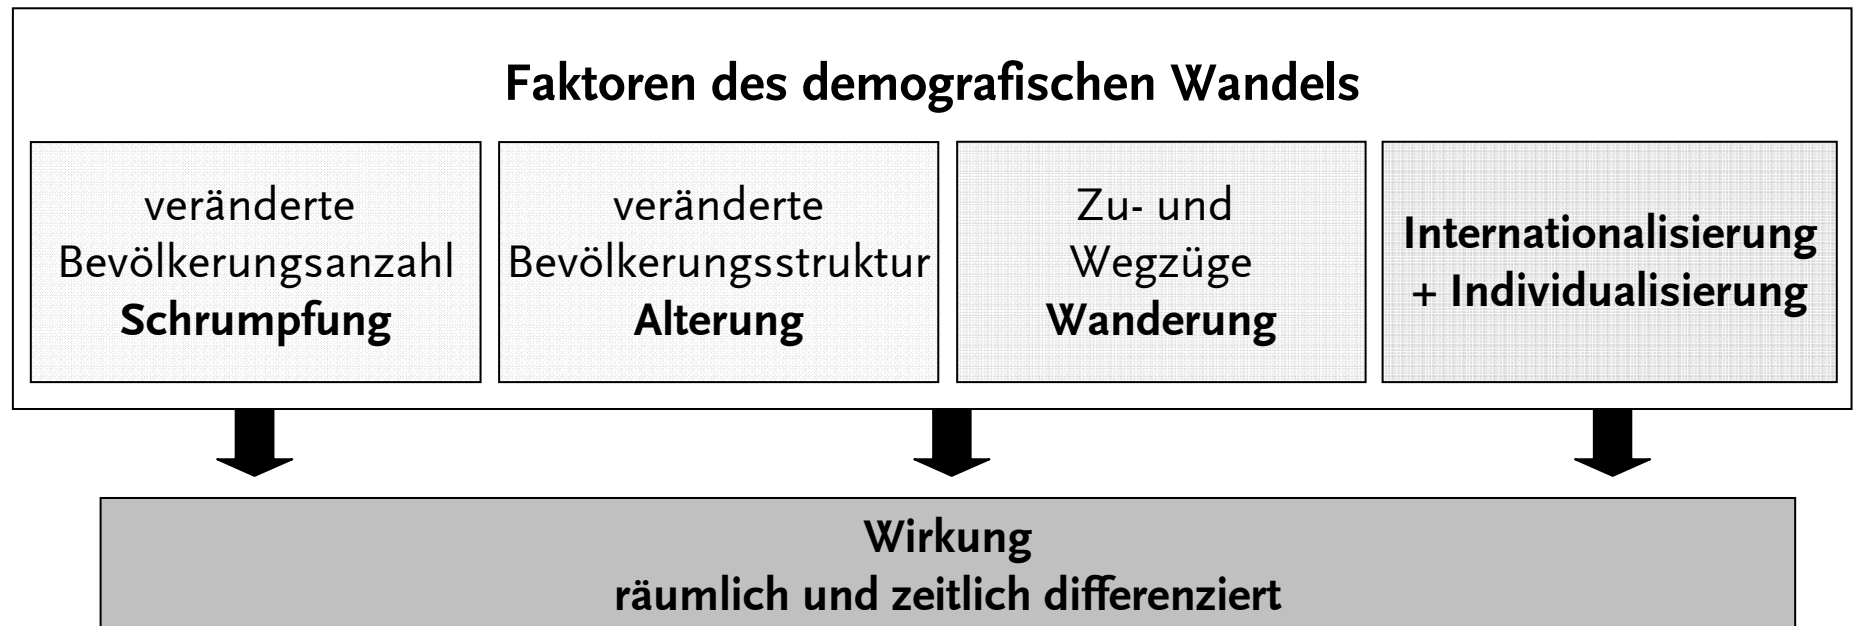 Faktoren des demografischen Wandels
veränderte
Bevölkerungsanzahl
Schrumpfung
veränderte
Bevölkerungsstruktur
Alterung
Zu- und
Wegzüge
Wanderung
Internationalisierung
+ Individualisierung
Wirkung
räumlich und zeitlich differenziert